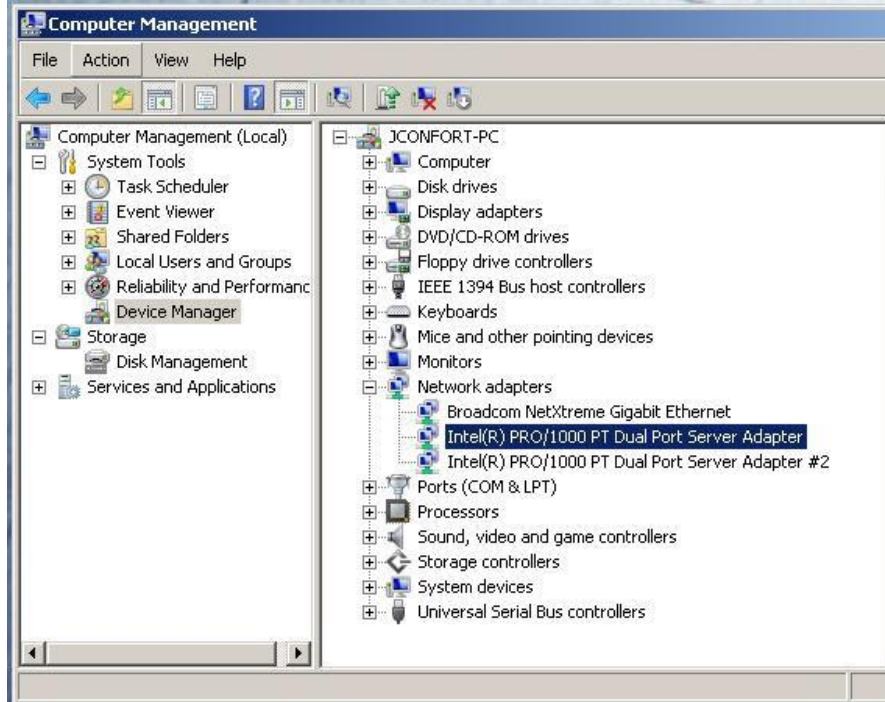 Computer Management
File Action View Help
Computer Management (Local)
System Tools
Task Scheduler
Event Viewer
Shared Folders
Local Users and Groups
Reliability and Performanc
Device Manager
Storage
Disk Management
Services and Applications
JCONFORT-PC
Computer
Disk drives
Display adapters
DVD/CD-ROM drives
Floppy drive controllers
IEEE 1394 Bus host controllers
Keyboards
Mice and other pointing devices
Monitors
Network adapters
Broadcom NetXtreme Gigabit Ethernet
Intel(R) PRO/1000 PT Dual Port Server Adapter
Intel(R) PRO/1000 PT Dual Port Server Adapter #2
Ports (COM & LPT)
Processors
Sound, video and game controllers
Storage controllers
System devices
Universal Serial Bus controllers